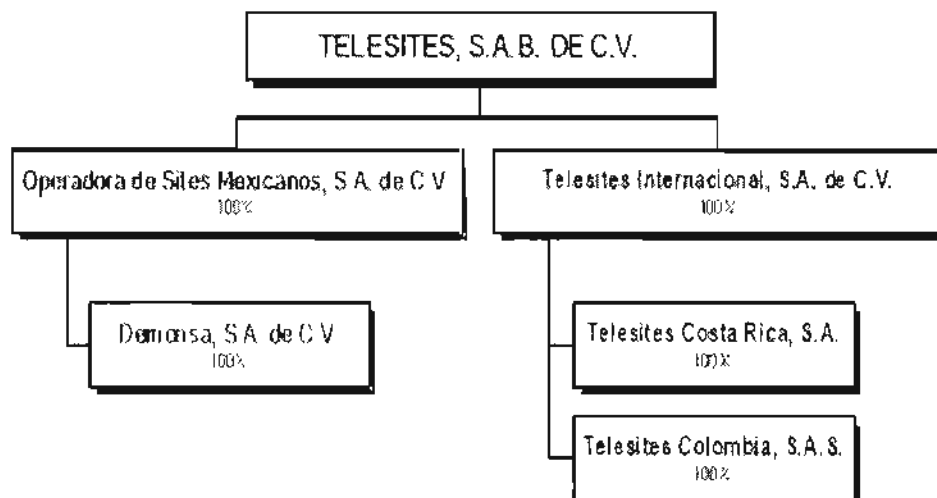 TELESITES, S.A.B. DE C.V.
Operadora de Sites Mexicanos, S.A. de C.V
100%
Telesites Internacional, S.A. de C.V.
100%
Demonsa, S.A. de C.V
100%
Telesites Costa Rica, S.A.
100%
Telesites Colombia, S.A.S.
100%